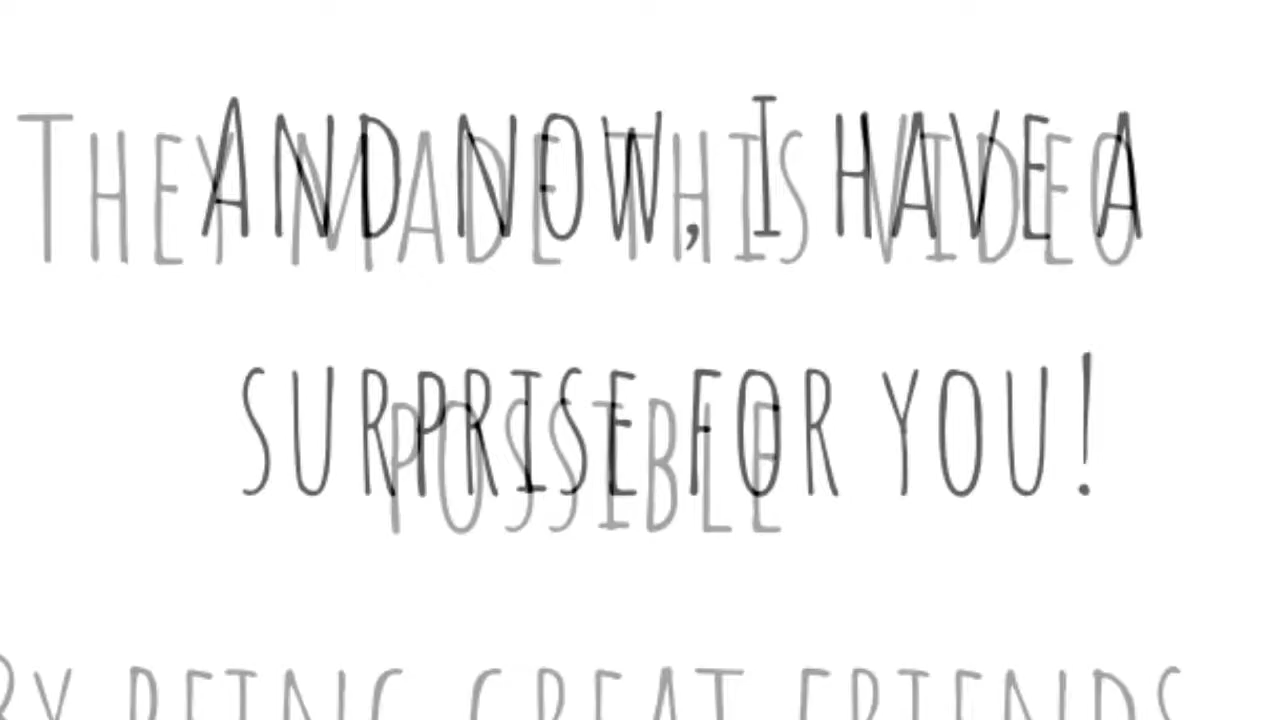 They made this video
And now, I have a
surprise for you!
possible
By being great friends